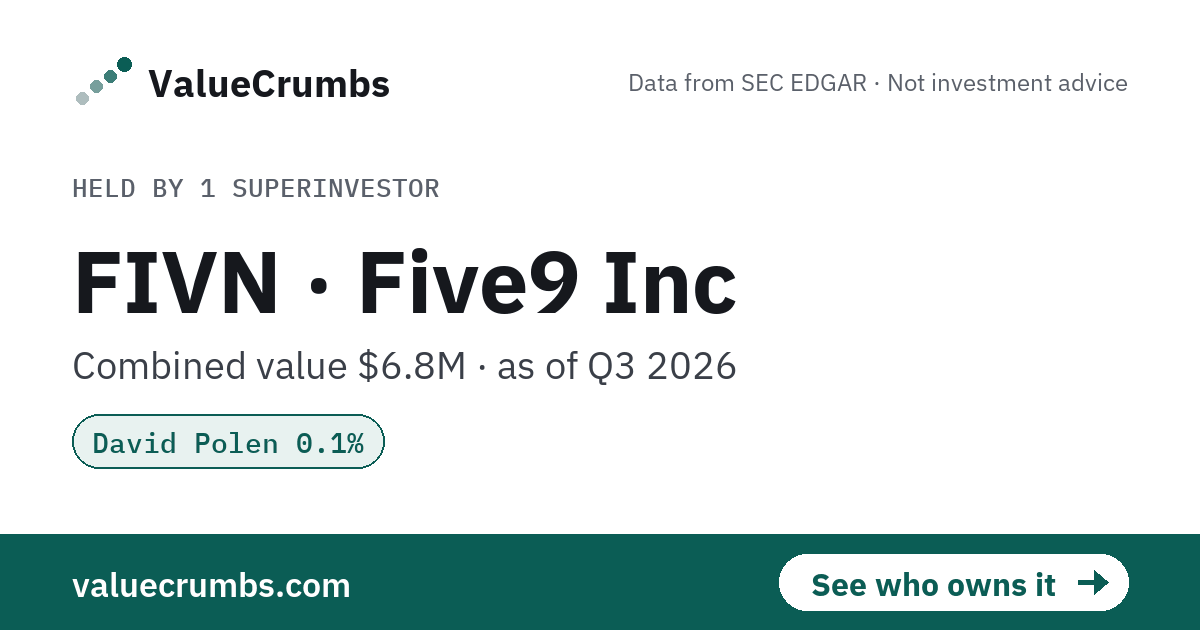 ValueCrumbs
Data from SEC EDGAR · Not investment advice
HELD BY 1 SUPERINVESTOR
FIVN · Five9 Inc
Combined value $6.8M · as of Q3 2026
David Polen 0.1%
valuecrumbs.com
See who owns it →